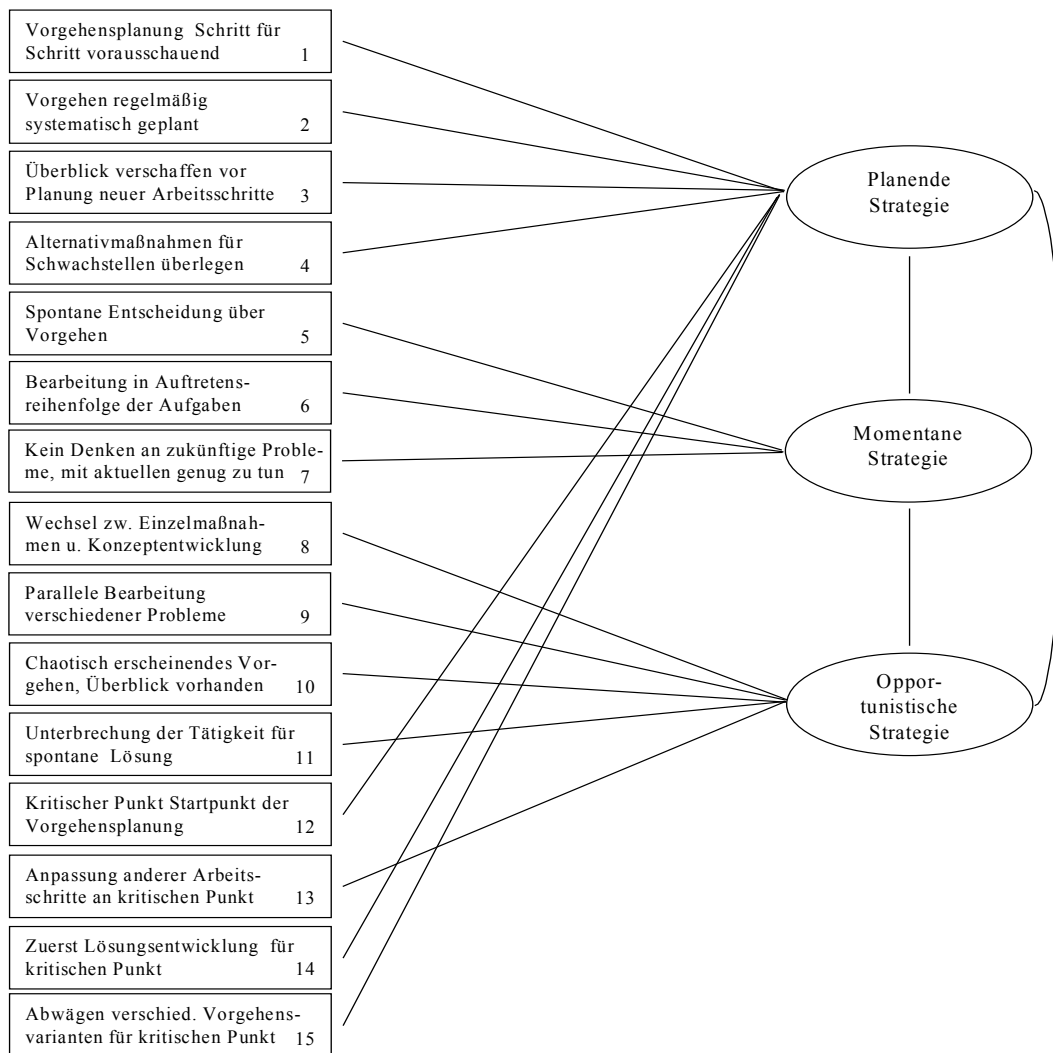 Vorgehensplanung Schritt für
Schritt vorausschauend 1
Vorgehen regelmäßig
systematisch geplant 2
Überblick verschaffen vor
Planung neuer Arbeitsschritte 3
Alternativmaßnahmen für
Schwachstellen überlegen 4
Spontane Entscheidung über
Vorgehen 5
Bearbeitung in Auftretens-
reihenfolge der Aufgaben 6
Kein Denken an zukünftige Proble-
me, mit aktuellen genug zu tun 7
Wechsel zw. Einzelmaßnah-
men u. Konzeptentwicklung 8
Parallele Bearbeitung
verschiedener Probleme 9
Chaotisch erscheinendes Vor-
gehen, Überblick vorhanden 10
Unterbrechung der Tätigkeit für
spontane Lösung 11
Kritischer Punkt Startpunkt der
Vorgehensplanung 12
Anpassung anderer Arbeits-
schritte an kritischen Punkt 13
Zuerst Lösungsentwicklung für
kritischen Punkt 14
Abwägen verschied. Vorgehens-
varianten für kritischen Punkt 15
Planende
Strategie
Momentane
Strategie
Oppor-
tunistische
Strategie